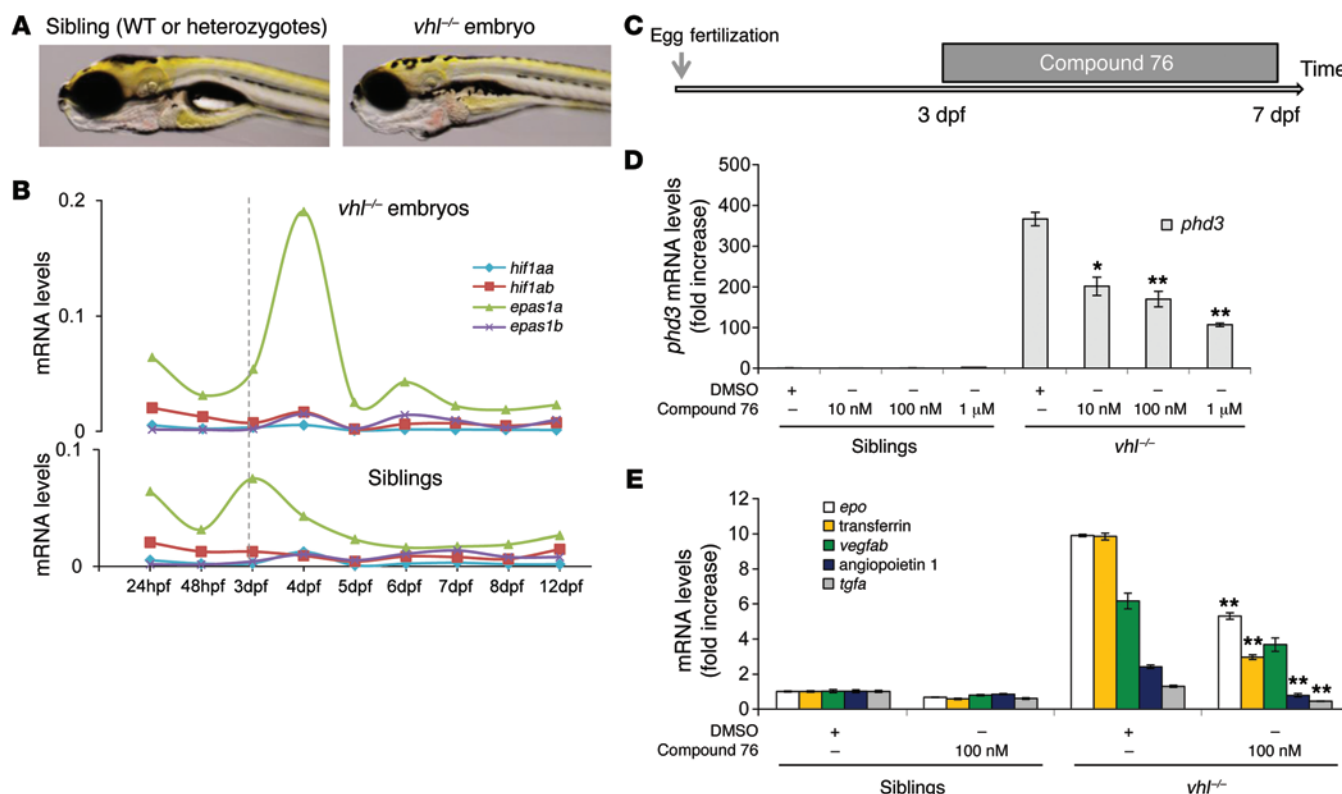 A
Sibling (WT or heterozygotes)
vhl–/– embryo
B
mRNA levels
0.2
0.1
0
vhl–/– embryos
hif1aa
hif1ab
epas1a
epas1b
mRNA levels
0.1
0
Siblings
24hpf 48hpf 3dpf 4dpf 5dpf 6dpf 7dpf 8dpf 12dpf
C
Egg fertilization
Compound 76
Time
3 dpf 7 dpf
D
phd3 mRNA levels
(fold increase)
500
400
300
200
100
0
phd3
* ** **
DMSO + – – – + – – –
Compound 76 – 10 nM 100 nM 1 μM – 10 nM 100 nM 1 μM
Siblings vhl–/–
E
mRNA levels
(fold increase)
12
10
8
6
4
2
0
epo
transferrin
vegfab
angiopoietin 1
tgfa
** ** ** **
DMSO + – + –
Compound 76 – 100 nM – 100 nM
Siblings vhl–/–